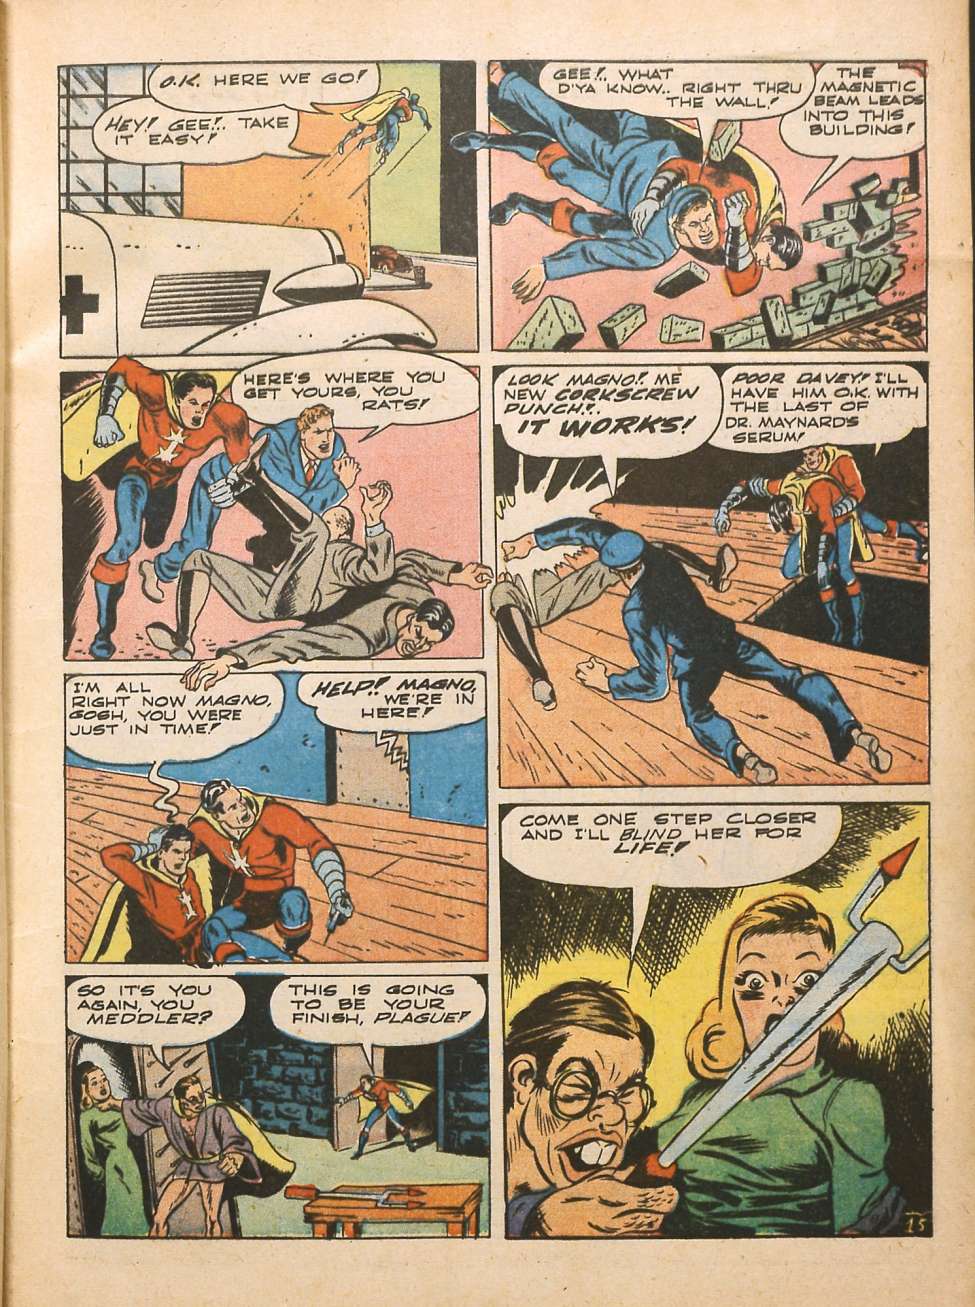 O.K. HERE WE GO!
HEY! GEE!. TAKE
IT EASY!
GEE!. WHAT
D'YA KNOW.. RIGHT THRU
THE WALL!
THE
MAGNETIC
BEAM LEADS
INTO THIS
BUILDING!
HERE'S WHERE YOU
GET YOURS, YOU
RATS!
LOOK MAGNO!. ME
NEW CORKSCREW
PUNCH!.
IT WORKS!
POOR DAVEY! I'LL
HAVE HIM O.K. WITH
THE LAST OF
DR. MAYNARD'S
SERUM!
I'M ALL
RIGHT NOW MAGNO,
GOSH, YOU WERE
JUST IN TIME!
HELP!! MAGNO,
WE'RE IN
HERE!
SO IT'S YOU
AGAIN, YOU
MEDDLER?
THIS IS GOING
TO BE YOUR
FINISH, PLAGUE!
COME ONE STEP CLOSER
AND I'LL BLIND HER FOR
LIFE!
15